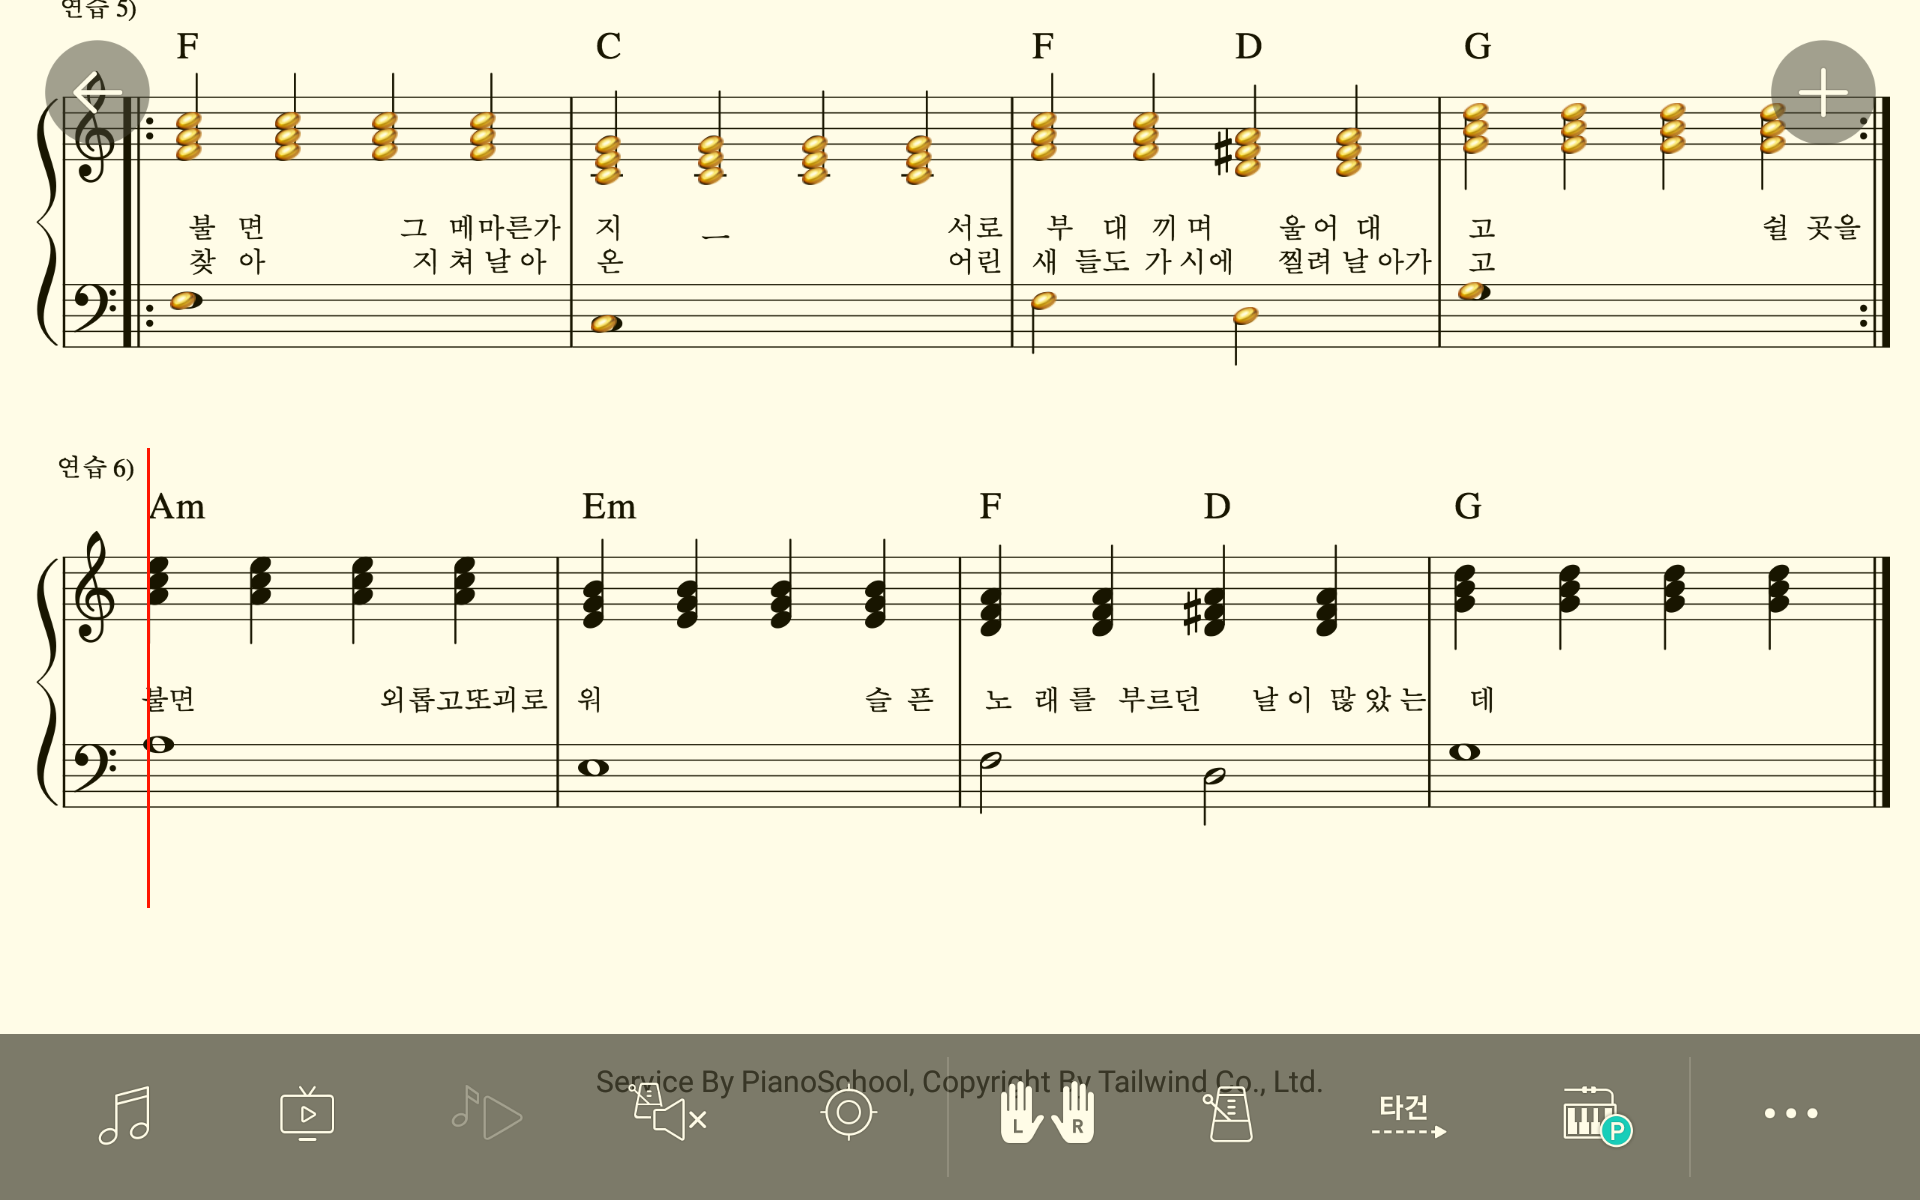 연습 5)
F C F D G
불 면 그 메마른가 지 ㅡ 서로 부 대 끼 며 울어 대 고 쉴 곳을
찾 아 지 쳐 날 아 온 어린 새 들도 가 시에 찔려 날 아가 고
연습 6)
Am Em F D G
불면 외롭고또괴로 워 슬 픈 노 래 를 부르던 날 이 많 았 는 데
Service By PianoSchool, Copyright By Tailwind Co., Ltd.
L R 타건 P